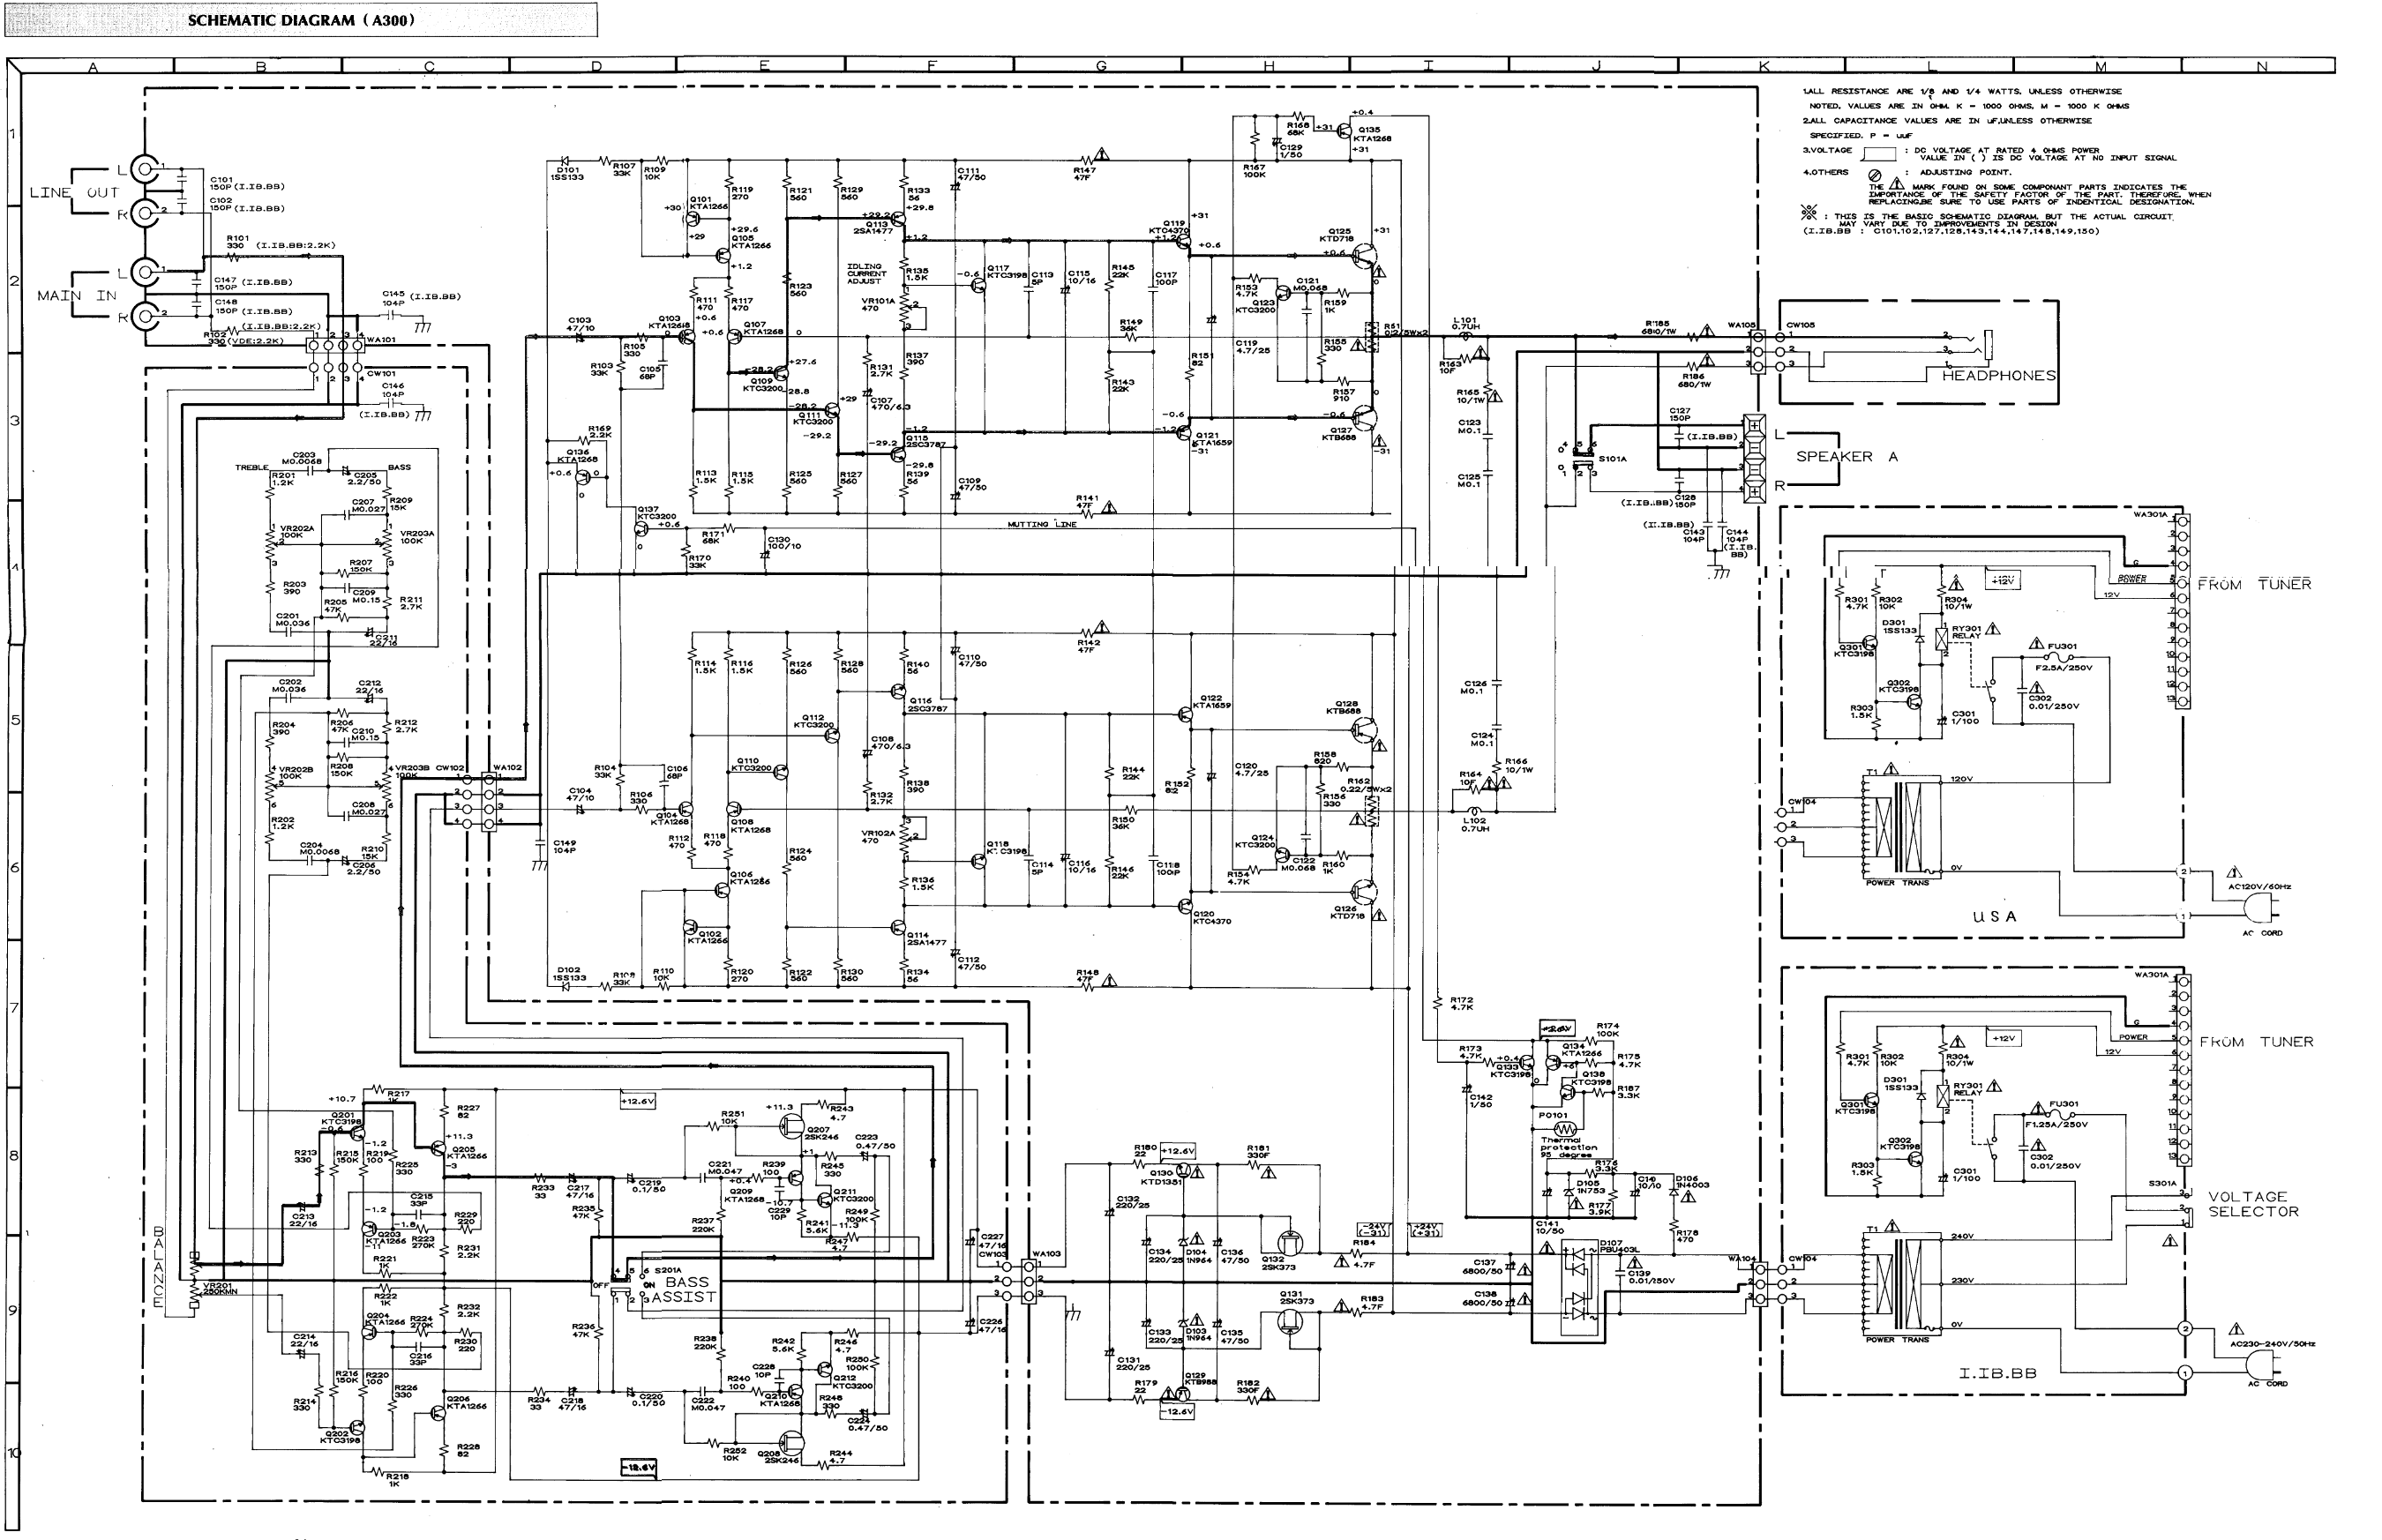 SCHEMATIC DIAGRAM ( A300 )
A B C D E F G H I J K L M N
1.ALL RESISTANCE ARE 1/8 AND 1/4 WATTS, UNLESS OTHERWISE
NOTED. VALUES ARE IN OHM. K = 1000 OHMS, M = 1000 K OHMS
2.ALL CAPACITANCE VALUES ARE IN uF,UNLESS OTHERWISE
SPECIFIED. P = uuF
3.VOLTAGE : DC VOLTAGE AT RATED 4 OHMS POWER
VALUE IN ( ) IS DC VOLTAGE AT NO INPUT SIGNAL
4.OTHERS : ADJUSTING POINT.
THE MARK FOUND ON SOME COMPONANT PARTS INDICATES THE
IMPORTANCE OF THE SAFETY FACTOR OF THE PART. THEREFORE, WHEN
REPLACING,BE SURE TO USE PARTS OF INDENTICAL DESIGNATION.
: THIS IS THE BASIC SCHEMATIC DIAGRAM. BUT THE ACTUAL CIRCUIT
MAY VARY DUE TO IMPROVEMENTS IN DESIGN
(I.IB.BB : C101,102,127,128,143,144,147,148,149,150)
LINE OUT
L
R
MAIN IN
L
R
C101
150P (I.IB.BB)
C102
150P (I.IB.BB)
R101
330 (I.IB.BB:2.2K)
C147
150P (I.IB.BB)
C148
150P (I.IB.BB)
(I.IB.BB:2.2K)
R102
330 (VDE:2.2K)
C145
104P (I.IB.BB)
WA101
CW101
C146
104P
(I.IB.BB)
D101
1SS133
R107
33K
R109
10K
Q101
KTA1266
R119
270
R121
560
R129
560
R133
56
C111
47/50
R147
47F
R167
100K
C129
1/50
R168
68K
Q135
KTA1268
Q105
KTA1266
Q113
2SA1477
IDLING
CURRENT
ADJUST
R135
1.5K
VR101A
470
Q117
KTC3198
C113
5P
C115
10/16
R145
22K
C117
100P
Q119
KTC4370
Q125
KTD718
R153
4.7K
Q123
KTC3200
C121
M0.068
R159
1K
R123
560
R111
470
R117
470
C103
47/10
R105
330
R103
33K
C105
68P
Q107
KTA1268
Q109
KTC3200
Q111
KTC3200
R131
2.7K
R137
390
C107
470/6.3
R149
36K
R143
22K
R151
82
C119
4.7/25
R155
330
R157
910
L101
0.7UH
R163
10F
R165
10/1W
C123
M0.1
C125
M0.1
R185
680/1W
R186
680/1W
WA105
CW105
HEADPHONES
C127
150P
(I.IB.BB)
C128
150P
(I.IB.BB)
C143
104P
C144
104P
S101A
L
SPEAKER A
R
R169
2.2K
Q136
KTA1268
Q137
KTC3200
R113
1.5K
R115
1.5K
R125
560
R127
560
Q115
2SC3787
R139
56
C109
47/50
R141
47F
Q121
KTA1659
Q127
KTB688
R171
68K
R170
33K
C130
100/10
MUTTING LINE
TREBLE
BASS
C203
M0.0068
R201
1.2K
C205
2.2/50
C207
M0.027
R209
15K
VR202A
100K
VR203A
100K
R207
150K
R203
390
C209
M0.15
R205
47K
R211
2.7K
C201
M0.036
C211
22/16
C202
M0.036
C212
22/16
R204
390
R206
47K
C210
M0.15
R212
2.7K
R208
150K
VR202B
100K
VR203B
100K
C208
M0.027
R202
1.2K
R210
15K
C204
M0.0068
C206
2.2/50
CW102
WA102
R114
1.5K
R116
1.5K
R126
560
R128
560
R140
56
C110
47/50
R142
47F
Q116
2SC3787
Q112
KTC3200
C108
470/6.3
Q110
KTC3200
R104
33K
C106
68P
C104
47/10
R106
330
Q104
KTA1268
Q108
KTA1268
R132
2.7K
R138
390
R112
470
R118
470
VR102A
470
R124
560
Q118
KTC3198
C114
5P
C116
10/16
R144
22K
R150
36K
R146
22K
C118
100P
R136
1.5K
Q122
KTA1659
Q128
KTB688
C120
4.7/25
R158
820
R162
0.22/5Wx2
R152
82
R156
330
Q124
KTC3200
C122
M0.068
R160
1K
R154
4.7K
Q120
KTC4370
Q126
KTD718
C126
M0.1
C124
M0.1
R166
10/1W
R164
10F
L102
0.7UH
C149
104P
Q106
KTA1266
Q102
KTA1266
Q114
2SA1477
D102
1SS133
R110
10K
R120
270
R122
560
R130
560
R134
56
C112
47/50
R148
47F
WA301A
FROM TUNER
POWER
12V
R301
4.7K
R302
10K
R304
10/1W
+12V
D301
1SS133
RY301
RELAY
Q301
KTC3198
Q302
KTC3198
R303
1.5K
C301
1/100
C302
0.01/250V
FU301
F2.5A/250V
T1
120V
0V
CW104
POWER TRANS
USA
AC120V/60Hz
AC CORD
WA301A
FROM TUNER
G
POWER
12V
R301
4.7K
R302
10K
R304
10/1W
+12V
D301
1SS133
RY301
RELAY
Q301
KTC3198
Q302
KTC3198
R303
1.5K
C301
1/100
C302
0.01/250V
FU301
F1.25A/250V
S301A
VOLTAGE
SELECTOR
T1
240V
230V
0V
POWER TRANS
I.IB.BB
AC230-240V/50Hz
AC CORD
R172
4.7K
R173
4.7K
Q133
KTC3198
Q134
KTA1266
R174
100K
R175
4.7K
Q138
KTC3198
R187
3.3K
C142
1/50
PO101
Thermal
protection
95 degree
R176
3.3K
D105
1N753
R177
3.9K
D106
1N4003
R178
470
C141
10/50
R180
22
+12.6V
Q130
KTD1351
R181
330F
C132
220/25
C134
220/25
D104
1N964
C136
47/50
Q132
2SK373
R184
4.7F
-24V
(-31)
+24V
(+31)
C137
6800/50
D107
PBU403L
C139
0.01/250V
WA104
CW104
Q131
2SK373
R183
4.7F
C138
6800/50
C133
220/25
D103
1N964
C135
47/50
C131
220/25
R179
22
R182
330F
-12.6V
WA103
CW103
C227
47/16
C226
47/16
R217
1K
+10.7
Q201
KTC3198
R227
82
Q205
KTA1266
R213
330
R215
150K
R219
100
R225
330
C213
22/16
C215
33P
R229
220
Q203
KTA1266
R223
270K
R231
2.2K
R221
1K
R222
1K
R232
2.2K
Q204
KTA1266
R224
270K
R230
220
C216
33P
C214
22/16
R216
150K
R220
100
R226
330
R214
330
Q202
KTC3198
Q206
KTA1266
R228
82
R218
1K
BALANCE
VR201
250KMN
+12.6V
R251
10K
+11.3
Q207
2SK246
R243
4.7
C223
0.47/50
R245
330
C221
M0.047
R239
100
Q209
KTA1268
C229
10P
Q211
KTC3200
R249
100K
R241
5.6K
R247
4.7
R233
33
C217
47/16
C219
0.1/50
R235
47K
R237
220K
S201A
OFF ON
BASS
ASSIST
R236
47K
R238
220K
R242
5.6K
R246
4.7
C228
10P
R250
100K
Q212
KTC3200
R240
100
Q210
KTA1268
R248
330
C224
0.47/50
R234
33
C218
47/16
C220
0.1/50
C222
M0.047
R252
10K
Q208
2SK246
R244
4.7
-12.6V